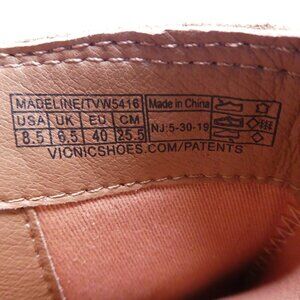 MADELINE/TVW5416
Made in China
USA UK EU CM
8.5 6.5 40 25.5
NJ:5-30-19
VICNICSHOES.COM/PATENTS